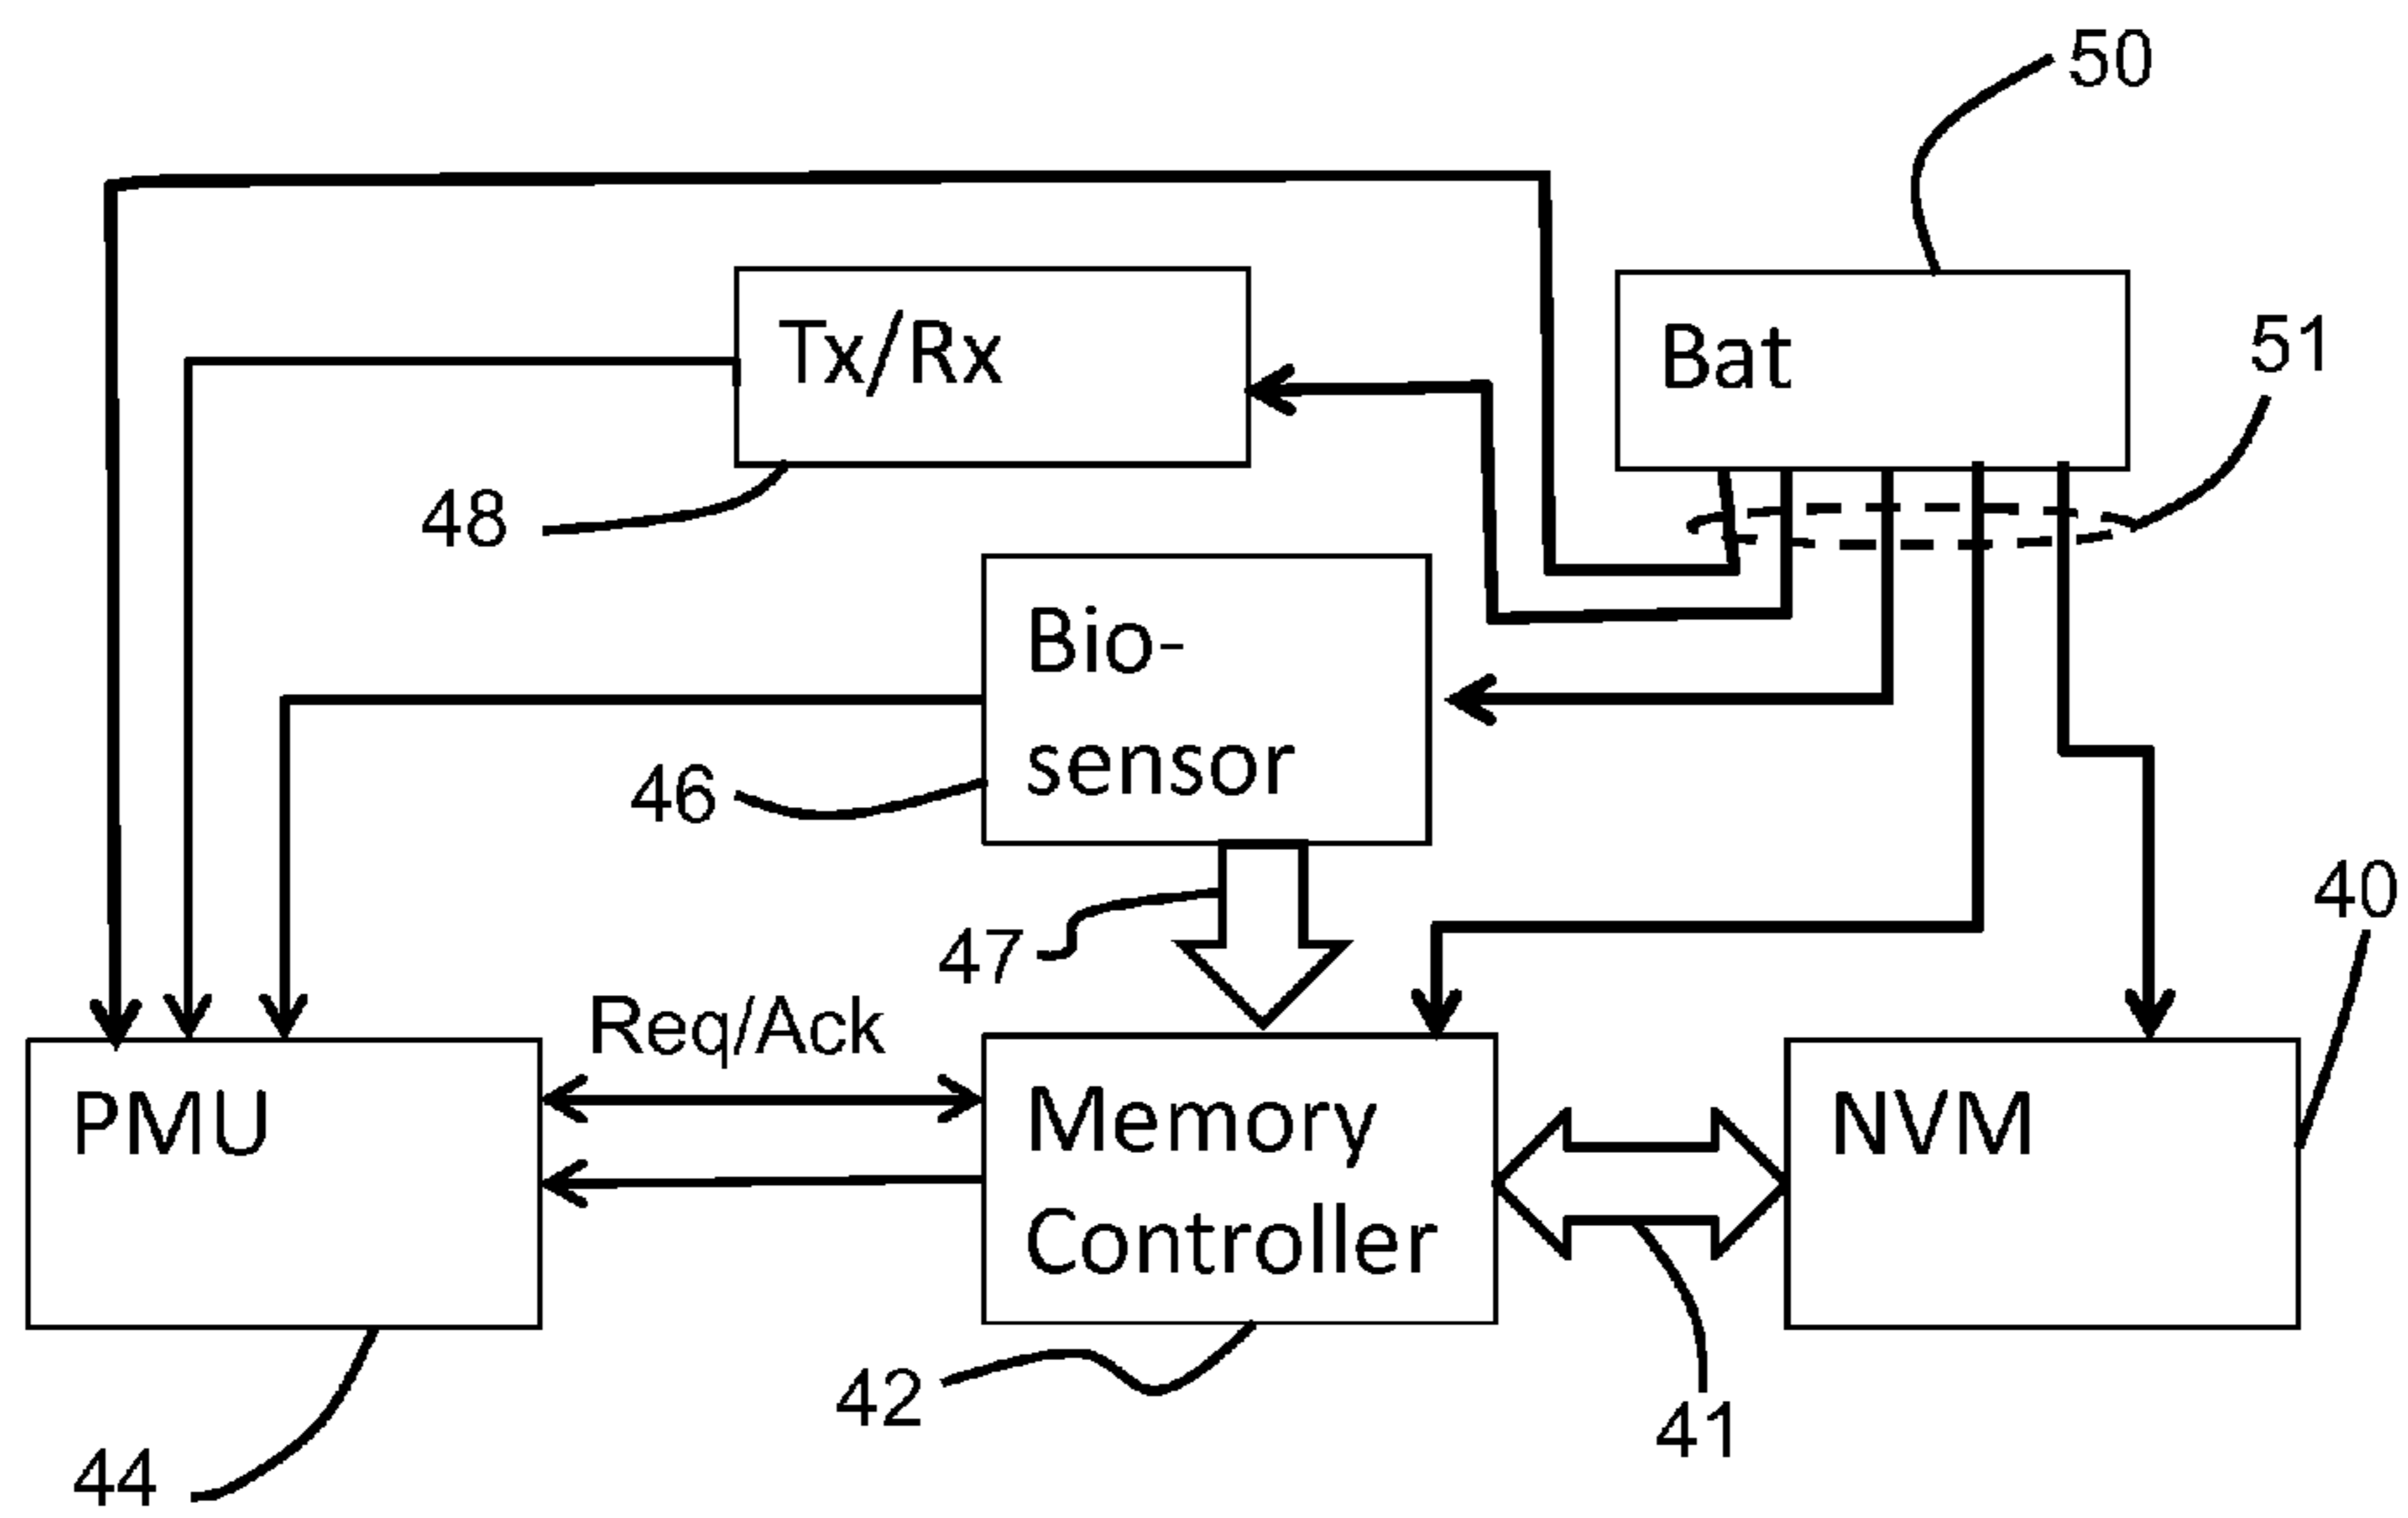 50
51
Tx/Rx
Bat
48
Bio-
sensor
46
47
40
Req/Ack
PMU
Memory
Controller
NVM
42
41
44